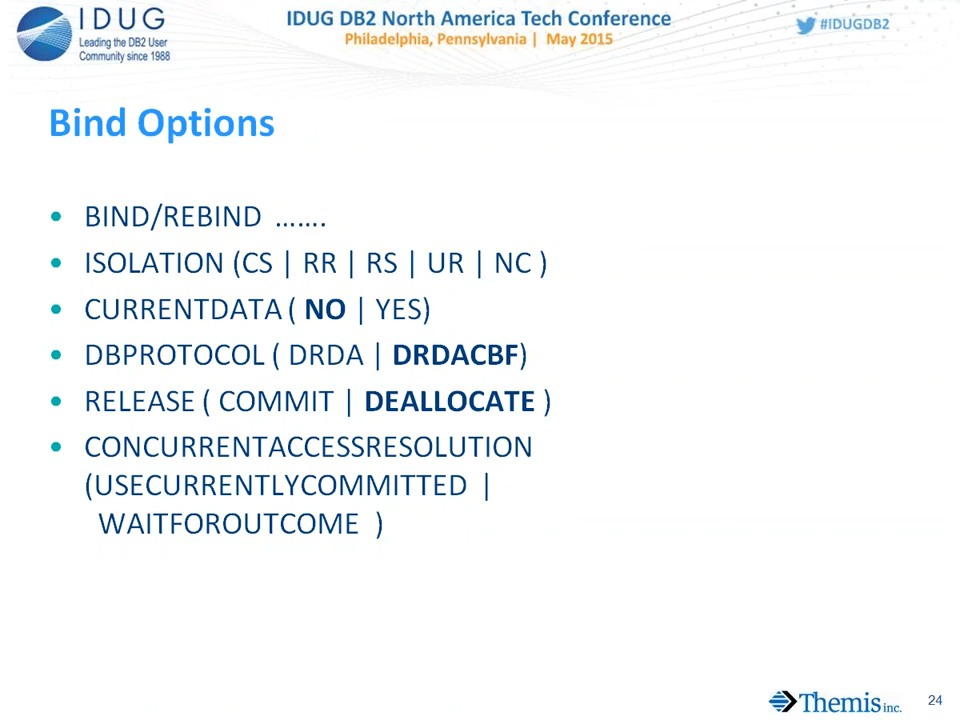 IDUG
Leading the DB2 User
Community since 1988
IDUG DB2 North America Tech Conference
Philadelphia, Pennsylvania | May 2015
#IDUGDB2
Bind Options
• BIND/REBIND …….
• ISOLATION (CS | RR | RS | UR | NC )
• CURRENTDATA ( NO | YES)
• DBPROTOCOL ( DRDA | DRDACBF)
• RELEASE ( COMMIT | DEALLOCATE )
• CONCURRENTACCESSRESOLUTION
(USECURRENTLYCOMMITTED |
WAITFOROUTCOME )
Themis inc.
24